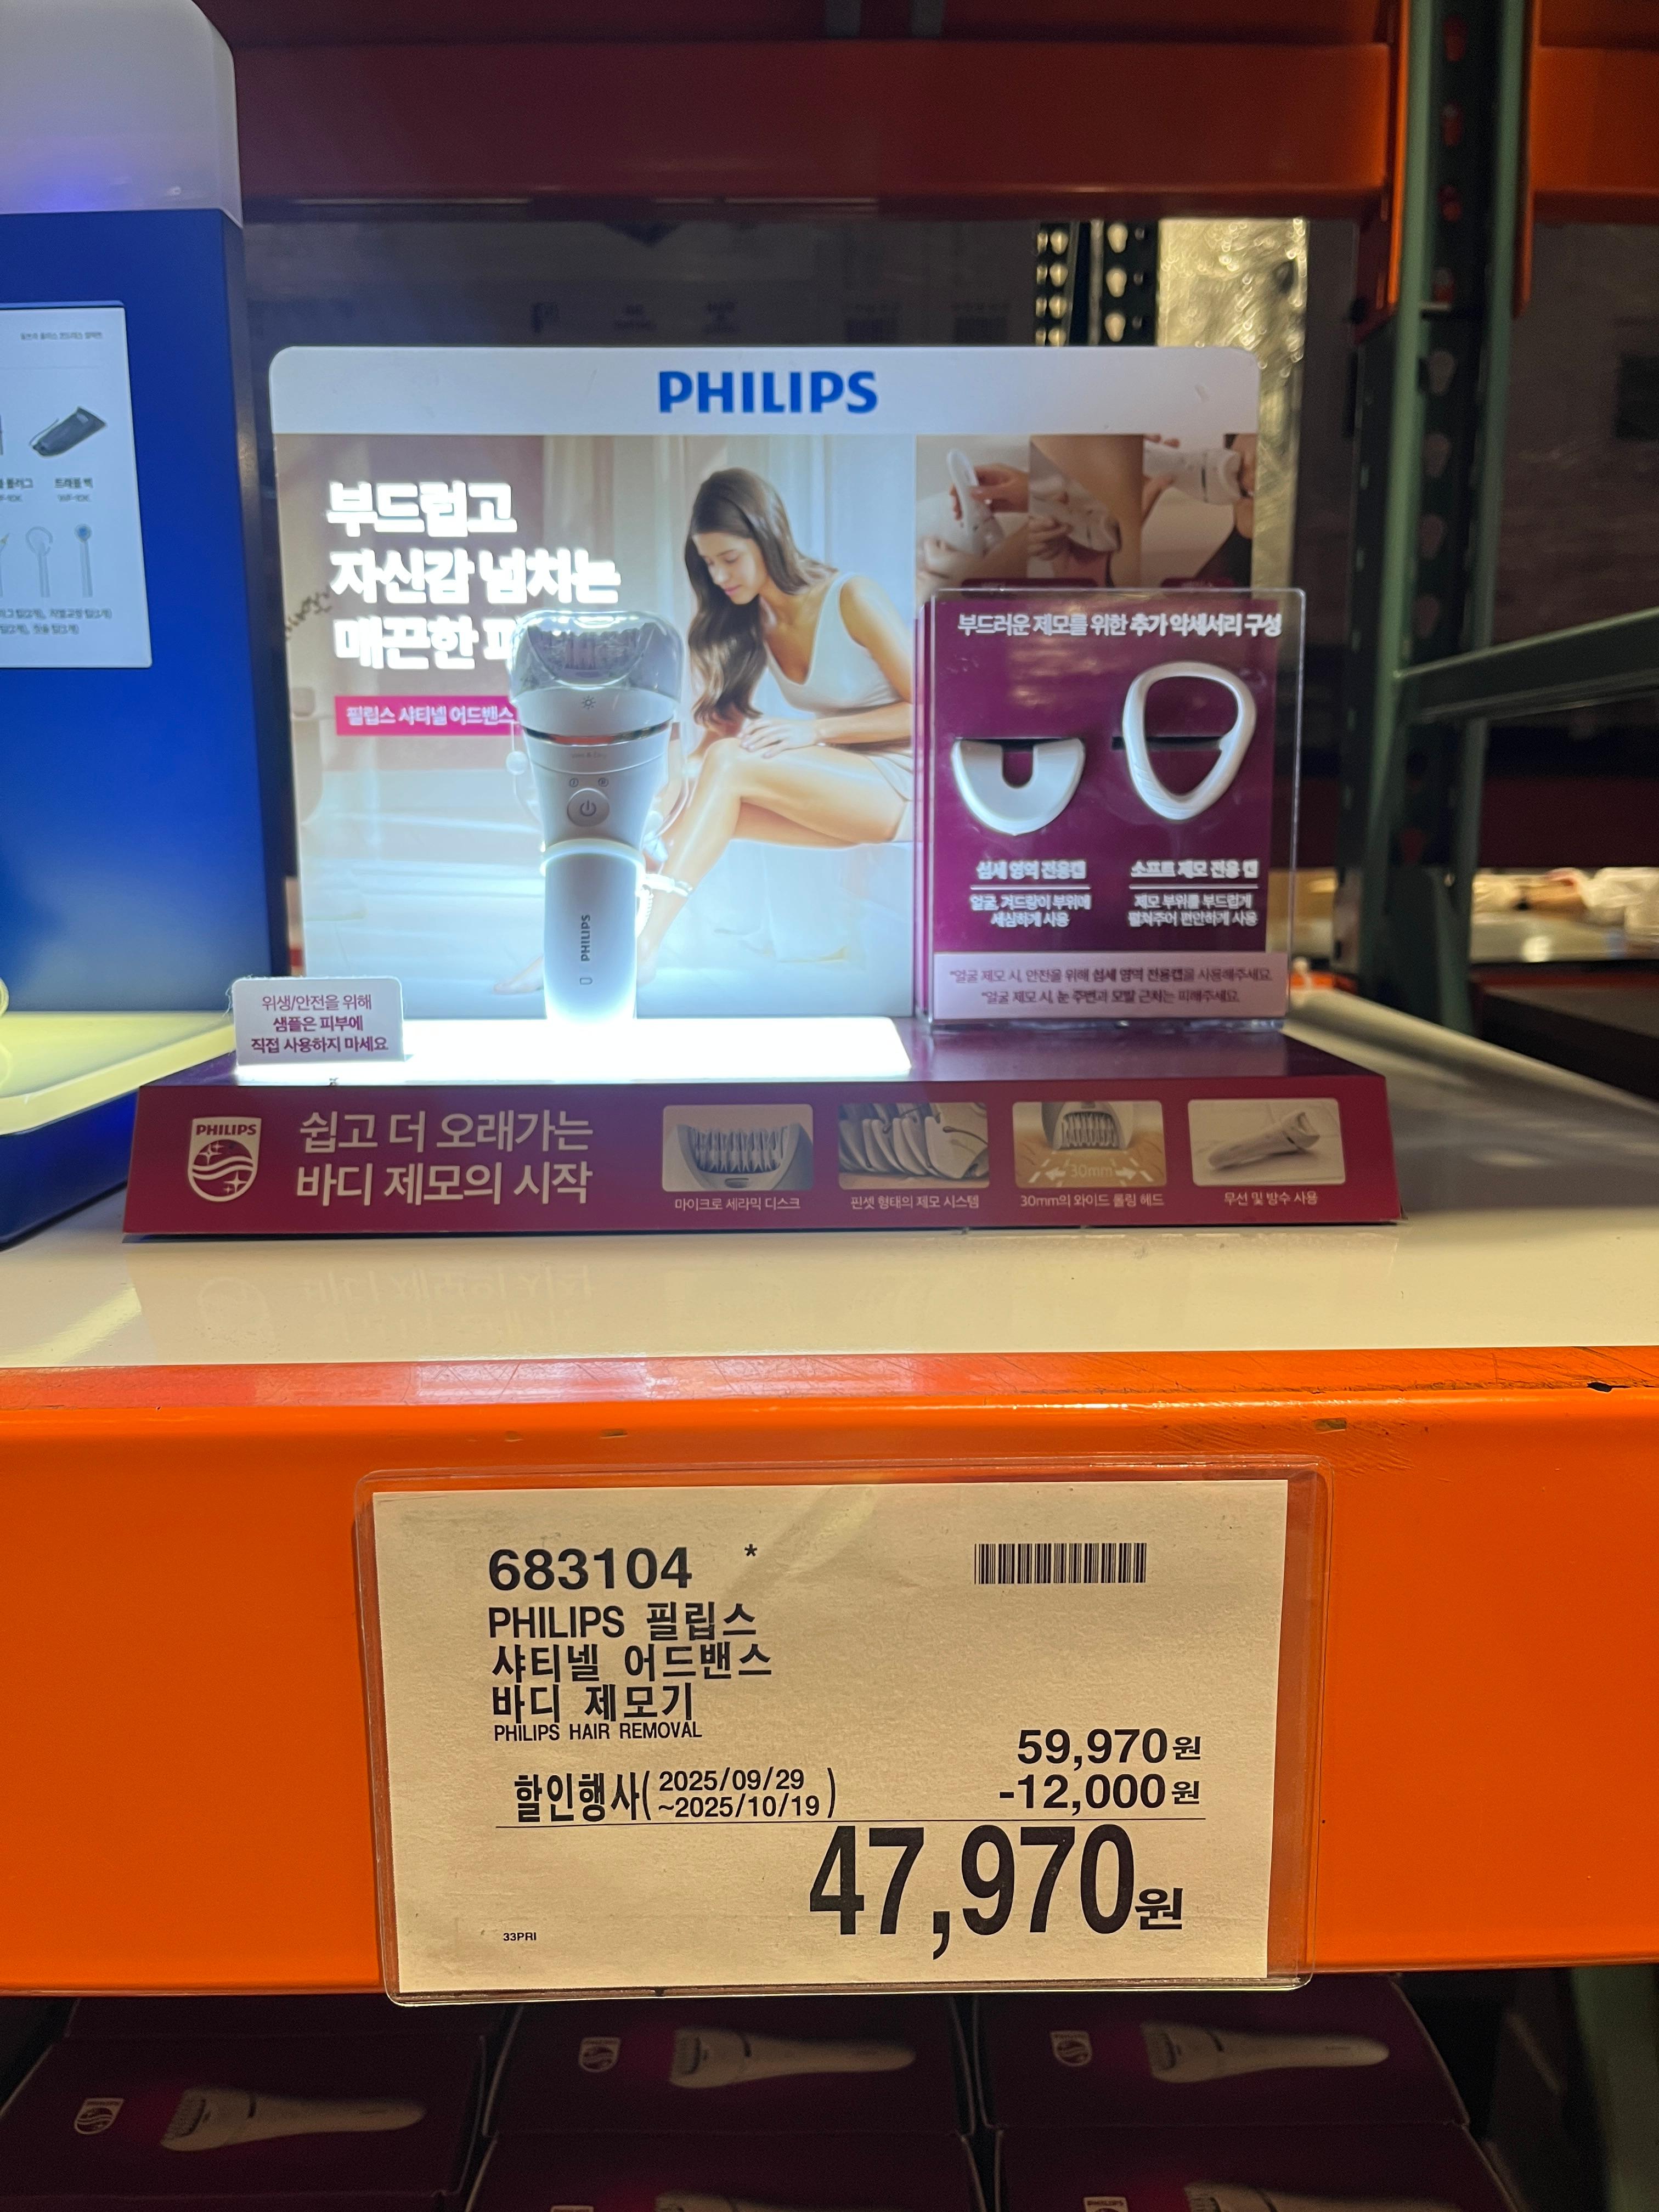 PHILIPS
부드럽고
자신감 넘치는
매끈한
필립스 샤티넬 어드밴스
PHILIPS
부드러운 제모를 위한 추가 악세서리 구성
섬세 영역 전용캡
얼굴, 겨드랑이 부위에
세심하게 사용
소프트 제모 전용 캡
제모 부위를 부드럽게
펼쳐주어 편안하게 사용
*얼굴 제모 시, 안전을 위해 섬세 영역 전용캡을 사용해주세요.
*얼굴 제모 시, 눈 주변과 모발 근처는 피해주세요.
트래블 백
위생/안전을 위해
샘플은 피부에
직접 사용하지 마세요
PHILIPS
쉽고 더 오래가는
바디 제모의 시작
마이크로 세라믹 디스크
핀셋 형태의 제모 시스템
30mm
30mm의 와이드 롤링 헤드
무선 및 방수 사용
683104 *
PHILIPS 필립스
샤티넬 어드밴스
바디 제모기
PHILIPS HAIR REMOVAL
59,970원
할인행사( 2025/09/29
~2025/10/19 )
-12,000원
47,970원
33PRI